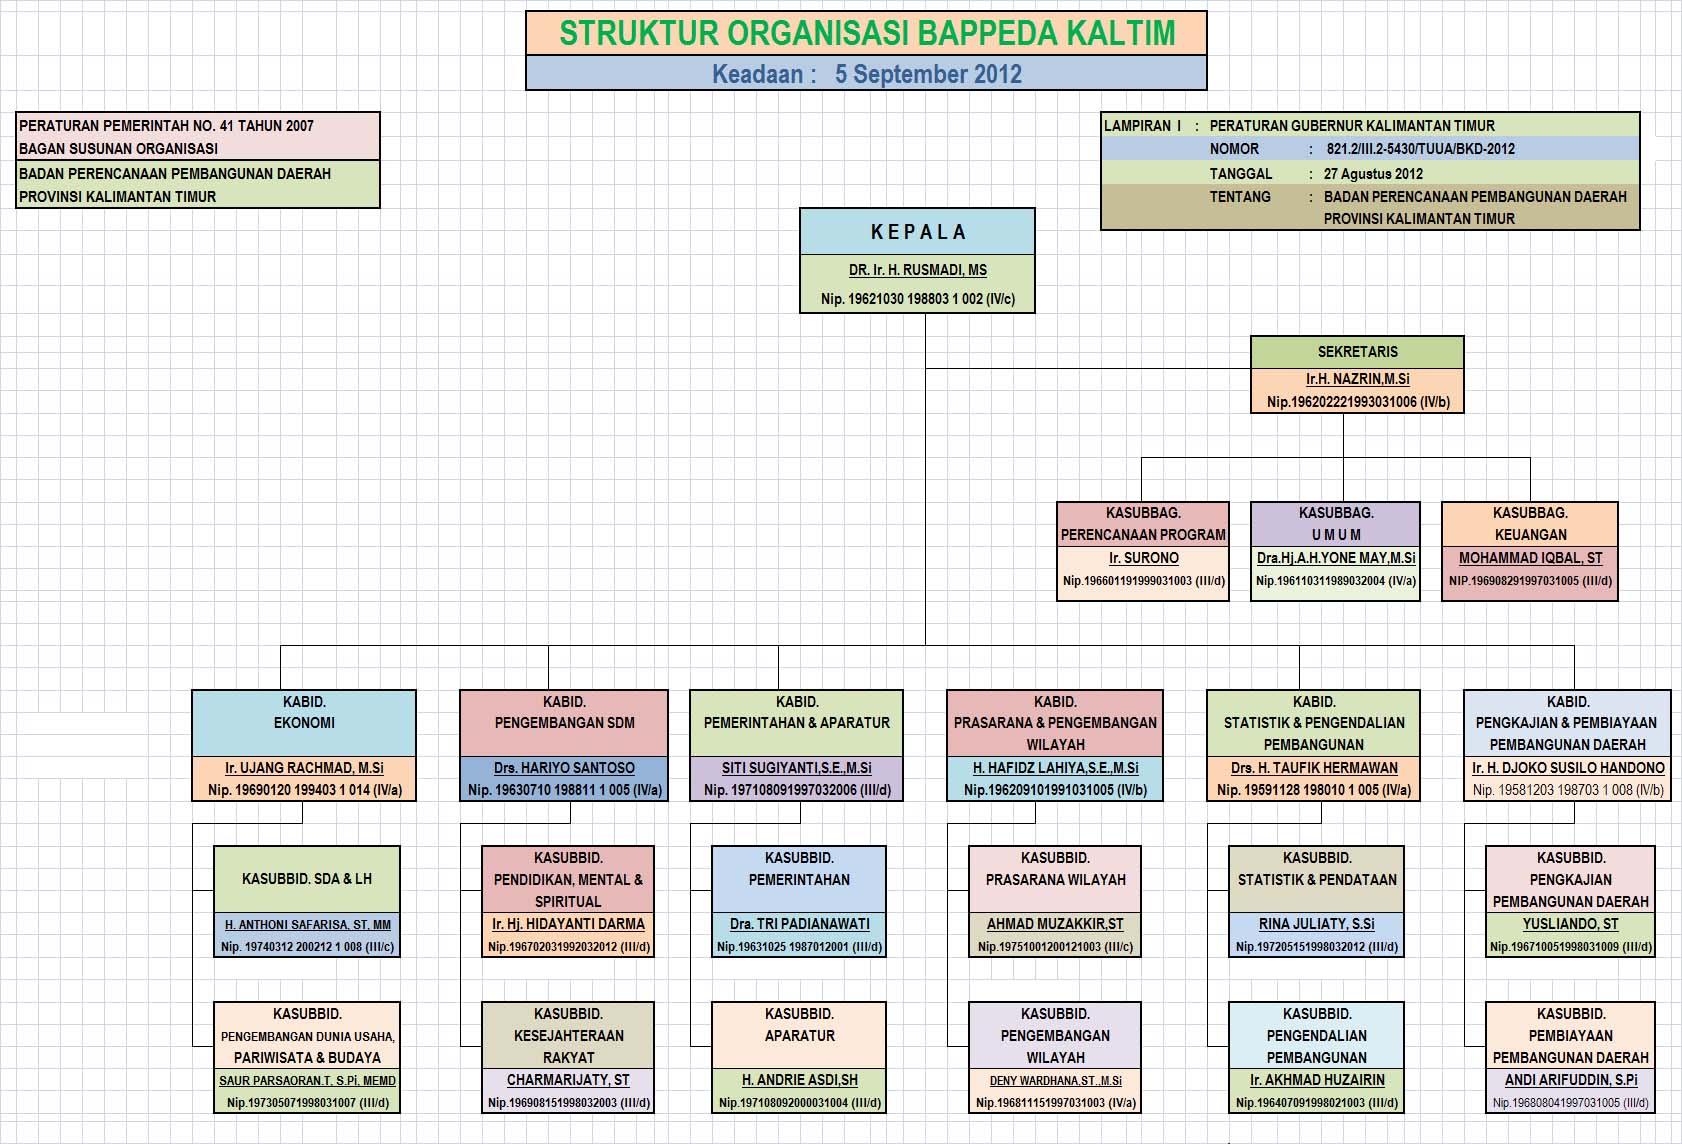 STRUKTUR ORGANISASI BAPPEDA KALTIM
Keadaan : 5 September 2012
PERATURAN PEMERINTAH NO. 41 TAHUN 2007
BAGAN SUSUNAN ORGANISASI
BADAN PERENCANAAN PEMBANGUNAN DAERAH
PROVINSI KALIMANTAN TIMUR
LAMPIRAN I : PERATURAN GUBERNUR KALIMANTAN TIMUR
NOMOR : 821.2/III.2-5430/TUUA/BKD-2012
TANGGAL : 27 Agustus 2012
TENTANG : BADAN PERENCANAAN PEMBANGUNAN DAERAH
PROVINSI KALIMANTAN TIMUR
K E P A L A
DR. Ir. H. RUSMADI, MS
Nip. 19621030 198803 1 002 (IV/c)
SEKRETARIS
Ir.H. NAZRIN,M.Si
Nip.196202221993031006 (IV/b)
KASUBBAG.
PERENCANAAN PROGRAM
Ir. SURONO
Nip.196601191999031003 (III/d)
KASUBBAG.
U M U M
Dra.Hj.A.H.YONE MAY,M.Si
Nip.196110311989032004 (IV/a)
KASUBBAG.
KEUANGAN
MOHAMMAD IQBAL, ST
NIP.196908291997031005 (III/d)
KABID.
EKONOMI
Ir. UJANG RACHMAD, M.Si
Nip. 19690120 199403 1 014 (IV/a)
KABID.
PENGEMBANGAN SDM
Drs. HARIYO SANTOSO
Nip. 19630710 198811 1 005 (IV/a)
KABID.
PEMERINTAHAN & APARATUR
SITI SUGIYANTI,S.E.,M.Si
Nip. 197108091997032006 (III/d)
KABID.
PRASARANA & PENGEMBANGAN
WILAYAH
H. HAFIDZ LAHIYA,S.E.,M.Si
Nip.196209101991031005 (IV/b)
KABID.
STATISTIK & PENGENDALIAN
PEMBANGUNAN
Drs. H. TAUFIK HERMAWAN
Nip. 19591128 198010 1 005 (IV/a)
KABID.
PENGKAJIAN & PEMBIAYAAN
PEMBANGUNAN DAERAH
Ir. H. DJOKO SUSILO HANDONO
Nip. 19581203 198703 1 008 (IV/b)
KASUBBID. SDA & LH
H. ANTHONI SAFARISA, ST, MM
Nip. 19740312 200212 1 008 (III/c)
KASUBBID.
PENDIDIKAN, MENTAL &
SPIRITUAL
Ir. Hj. HIDAYANTI DARMA
Nip.196702031992032012 (III/d)
KASUBBID.
PEMERINTAHAN
Dra. TRI PADIANAWATI
Nip.19631025 1987012001 (III/d)
KASUBBID.
PRASARANA WILAYAH
AHMAD MUZAKKIR,ST
Nip.197510012001​21003 (III/c)
KASUBBID.
STATISTIK & PENDATAAN
RINA JULIATY, S.Si
Nip.197205151998032012 (III/d)
KASUBBID.
PENGKAJIAN
PEMBANGUNAN DAERAH
YUSLIANDO, ST
Nip.196710051998031009 (III/d)
KASUBBID.
PENGEMBANGAN DUNIA USAHA,
PARIWISATA & BUDAYA
SAUR PARSAORAN.T, S.Pi, MEMD
Nip.197305071998031007 (III/d)
KASUBBID.
KESEJAHTERAAN
RAKYAT
CHARMARIJATY, ST
Nip.196908151998032003 (III/d)
KASUBBID.
APARATUR
H. ANDRIE ASDI,SH
Nip.197108092000031004 (III/d)
KASUBBID.
PENGEMBANGAN
WILAYAH
DENY WARDHANA,ST.,M.Si
Nip.196811151997031003 (IV/a)
KASUBBID.
PENGENDALIAN
PEMBANGUNAN
Ir. AKHMAD HUZAIRIN
Nip.196407091998021003 (III/d)
KASUBBID.
PEMBIAYAAN
PEMBANGUNAN DAERAH
ANDI ARIFUDDIN, S.Pi
Nip.196808041997031005 (III/d)